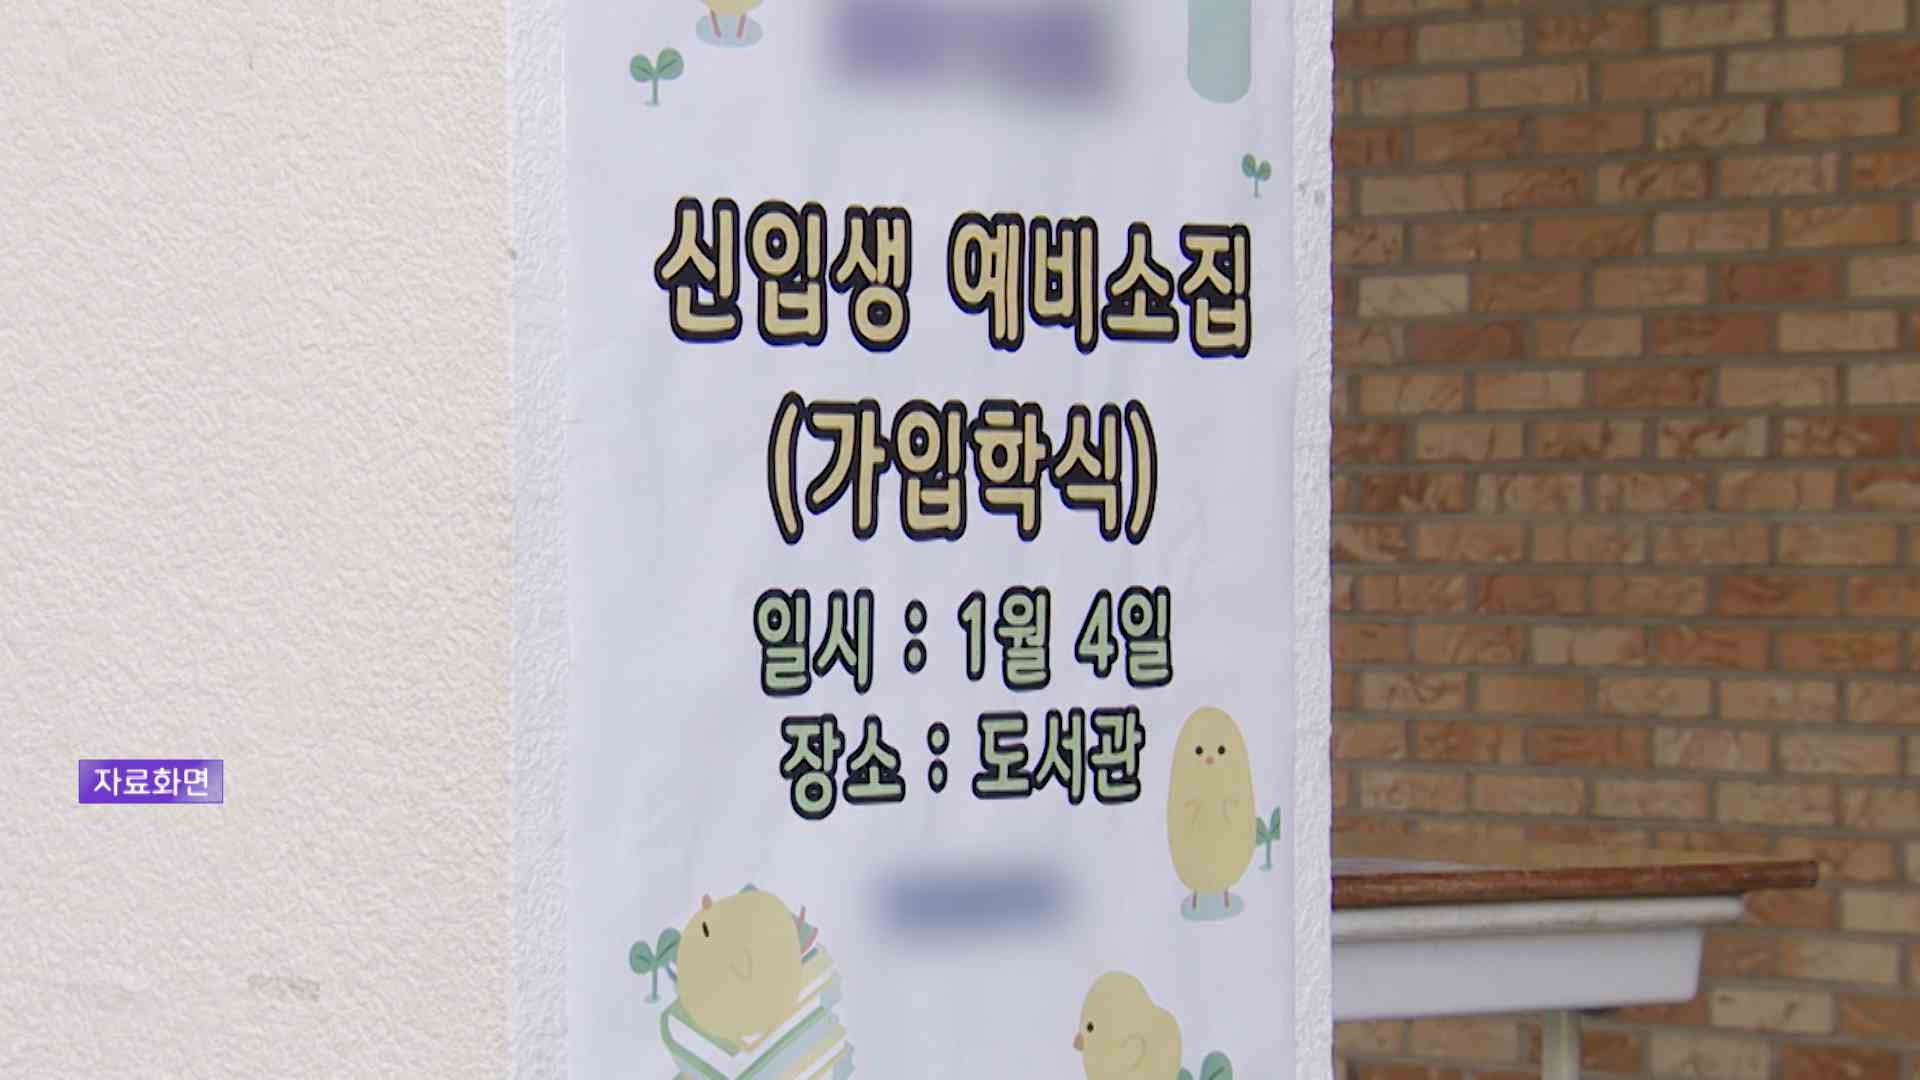 신입생 예비소집
(가입학식)
일시 : 1월 4일
장소 : 도서관
자료화면